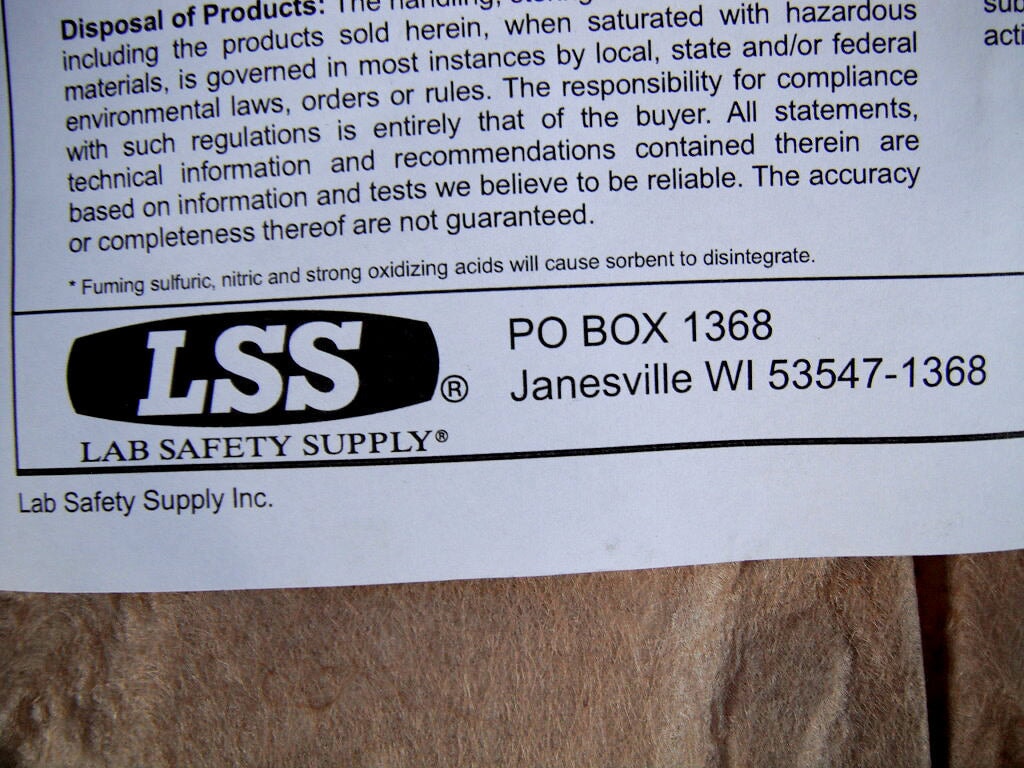 Disposal of Products: The handling,
including the products sold herein, when saturated with hazardous
materials, is governed in most instances by local, state and/or federal
environmental laws, orders or rules. The responsibility for compliance
with such regulations is entirely that of the buyer. All statements,
technical information and recommendations contained therein are
based on information and tests we believe to be reliable. The accuracy
or completeness thereof are not guaranteed.
* Fuming sulfuric, nitric and strong oxidizing acids will cause sorbent to disintegrate.
LSS ®
LAB SAFETY SUPPLY®
PO BOX 1368
Janesville WI 53547-1368
Lab Safety Supply Inc.